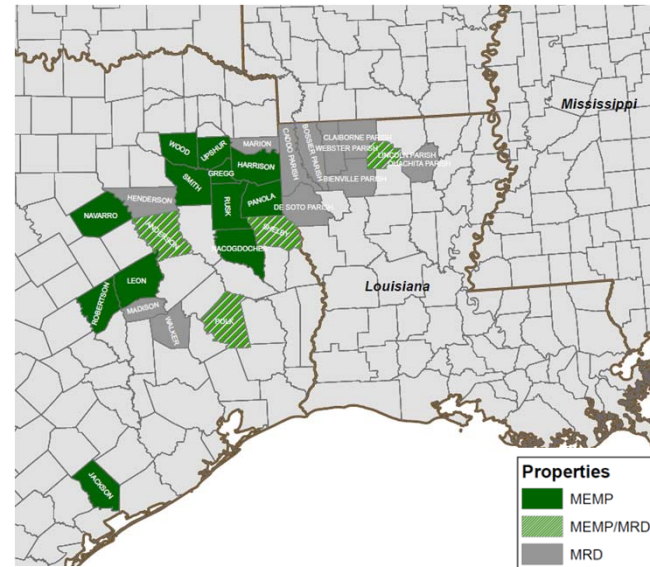 Mississippi
WOOD
UPSHUR
MARION
CADDO PARISH
BOSSIER PARISH
CLAIBORNE PARISH
WEBSTER PARISH
LINCOLN PARISH
OUACHITA PARISH
GREGG
HARRISON
SMITH
BIENVILLE PARISH
HENDERSON
RUSK
PANOLA
DE SOTO PARISH
NAVARRO
ANDERSON
SHELBY
NACOGDOCHES
LEON
Louisiana
ROBERTSON
MADISON
WALKER
POLK
JACKSON
Properties
MEMP
MEMP/MRD
MRD